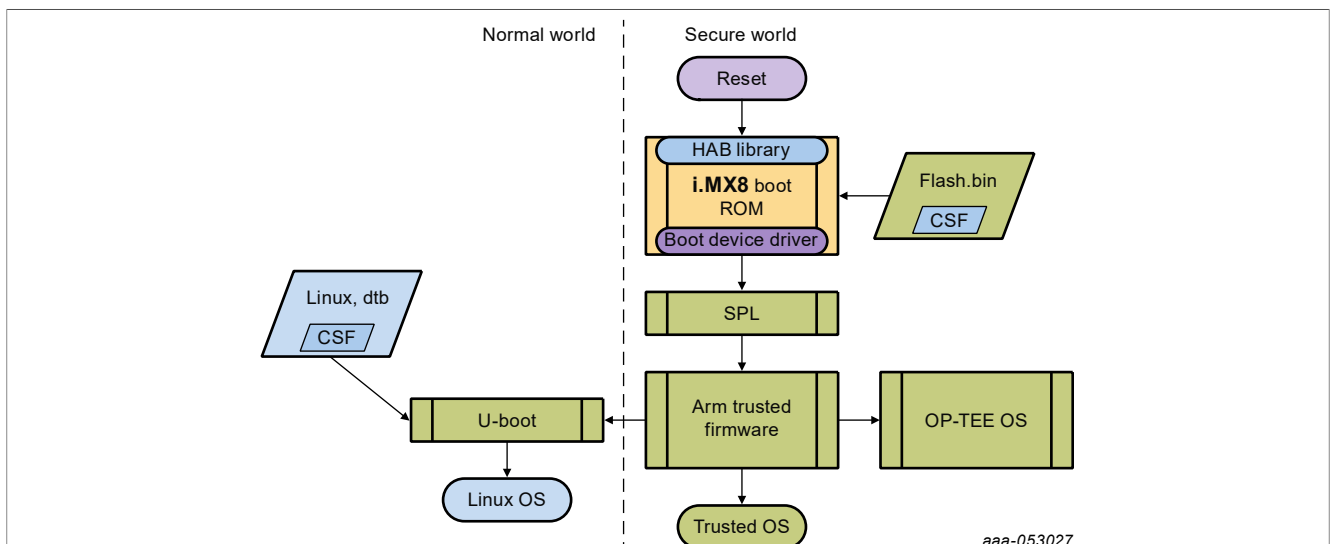 Normal world
Secure world
Reset
HAB library
i.MX8 boot
ROM
Boot device driver
Flash.bin
CSF
Linux, dtb
CSF
SPL
U-boot
Arm trusted
firmware
OP-TEE OS
Linux OS
Trusted OS
aaa-053027